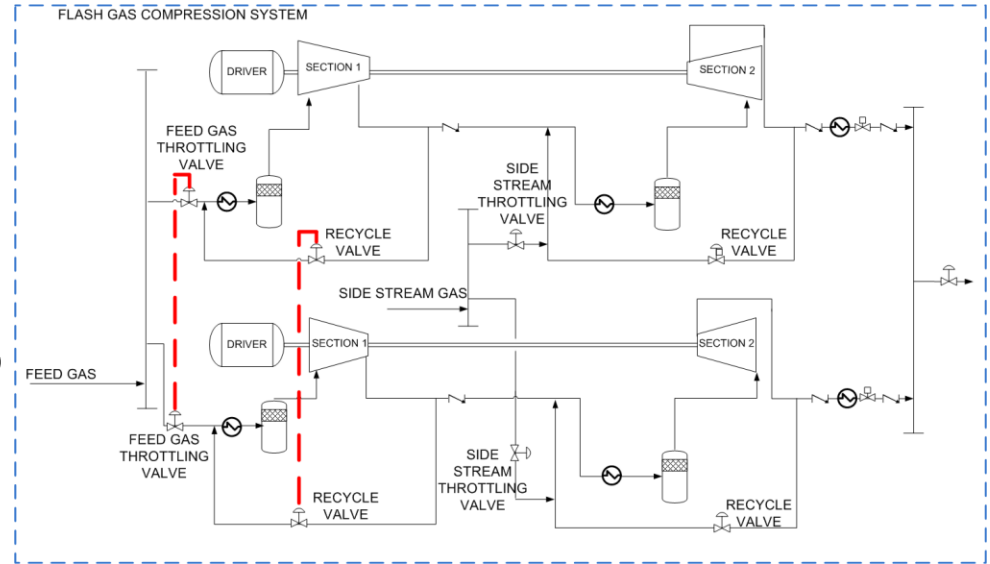 FLASH GAS COMPRESSION SYSTEM
DRIVER
SECTION 1
SECTION 2
FEED GAS
THROTTLING
VALVE
SIDE
STREAM
THROTTLING
VALVE
RECYCLE
VALVE
RECYCLE
VALVE
SIDE STREAM GAS
DRIVER
SECTION 1
SECTION 2
FEED GAS
FEED GAS
THROTTLING
VALVE
SIDE
STREAM
THROTTLING
VALVE
RECYCLE
VALVE
RECYCLE
VALVE